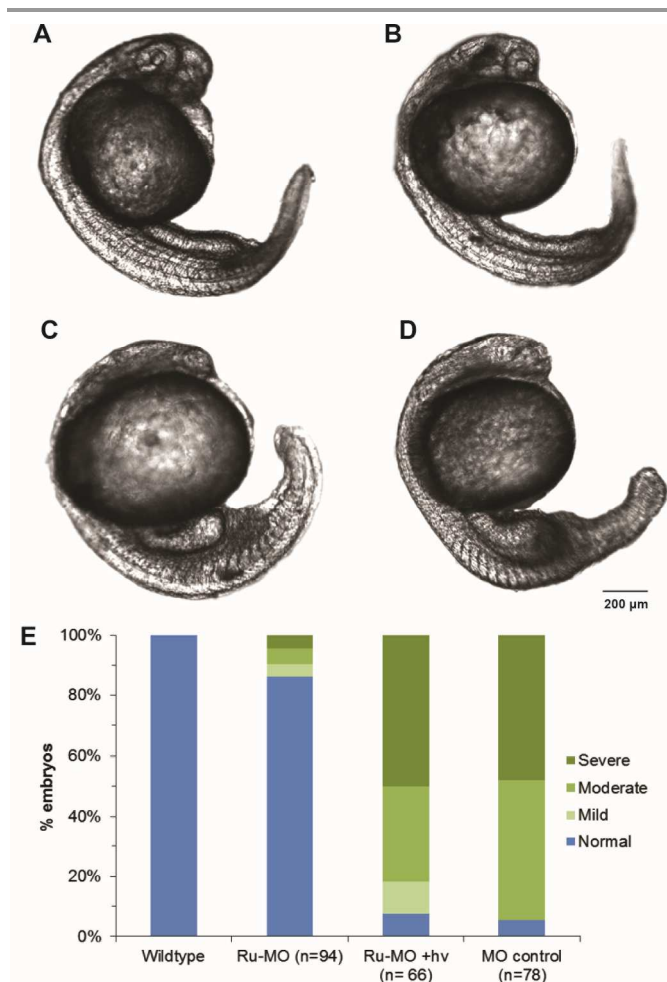 A
B
C
D
200 µm
E
100%
80%
60%
40%
20%
0%
% embryos
Severe
Moderate
Mild
Normal
Wildtype
Ru-MO (n=94)
Ru-MO +hv
(n= 66)
MO control
(n=78)